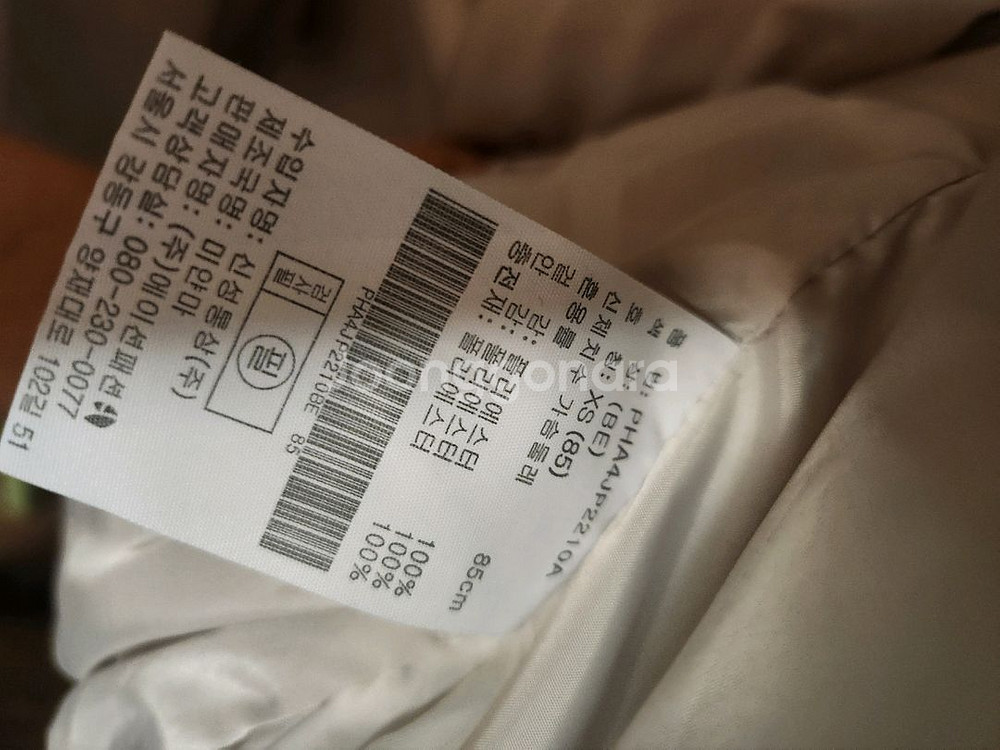 품 번: PHA4JP2210A
색 상: (BE)
호 칭: XS (85)
신체치수 가슴둘레 85cm
혼 용 률
겉 감: 폴리에스터 100%
안 감: 폴리에스터 100%
충 전 재: 폴리에스터 100%
PHA4JP2210BE 85
검사필
필
수입자명: 신성통상(주)
제조국명: 미얀마
판매자명: (주)에이션패션
고객상담실: 080-230-0077
서울시 강동구 양재대로 102길 51
joonagonara